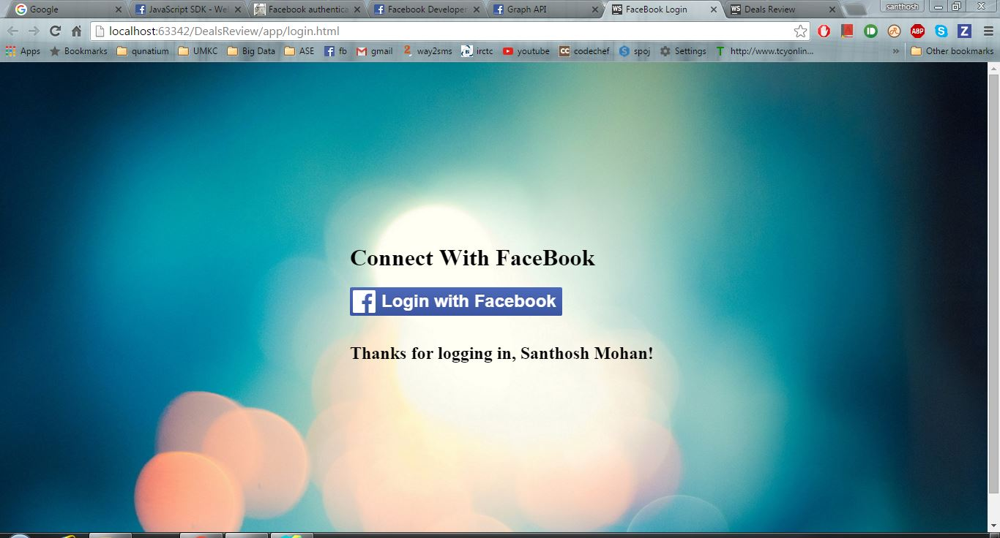 Google
JavaScript SDK - Wel
Facebook authentica
Facebook Developer
Graph API
FaceBook Login
Deals Review
santhosh
localhost:63342/DealsReview/app/login.html
ABP
Z
Apps
Bookmarks
qunatium
UMKC
Big Data
ASE
fb
gmail
way2sms
irctc
youtube
codechef
spoj
Settings
http://www.tcyonlin...
»
Other bookmarks
Connect With FaceBook
Login with Facebook
Thanks for logging in, Santhosh Mohan!